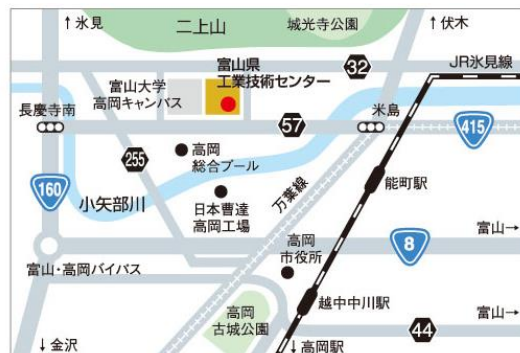 ↑氷見
二上山
城光寺公園
↑伏木
富山県
工業技術センター
32
JR氷見線
富山大学
高岡キャンパス
長慶寺南
57
米島
415
255
高岡
総合プール
160
小矢部川
日本曹達
高岡工場
万葉線
能町駅
高岡
市役所
8
富山→
富山・高岡バイパス
越中中川駅
高岡
古城公園
富山→
44
↓金沢
↓高岡駅